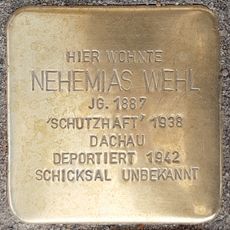 HIER WOHNTE
NEHEMIAS WEHL
JG. 1887
'SCHUTZHAFT' 1938
DACHAU
DEPORTIERT 1942
SCHICKSAL UNBEKANNT